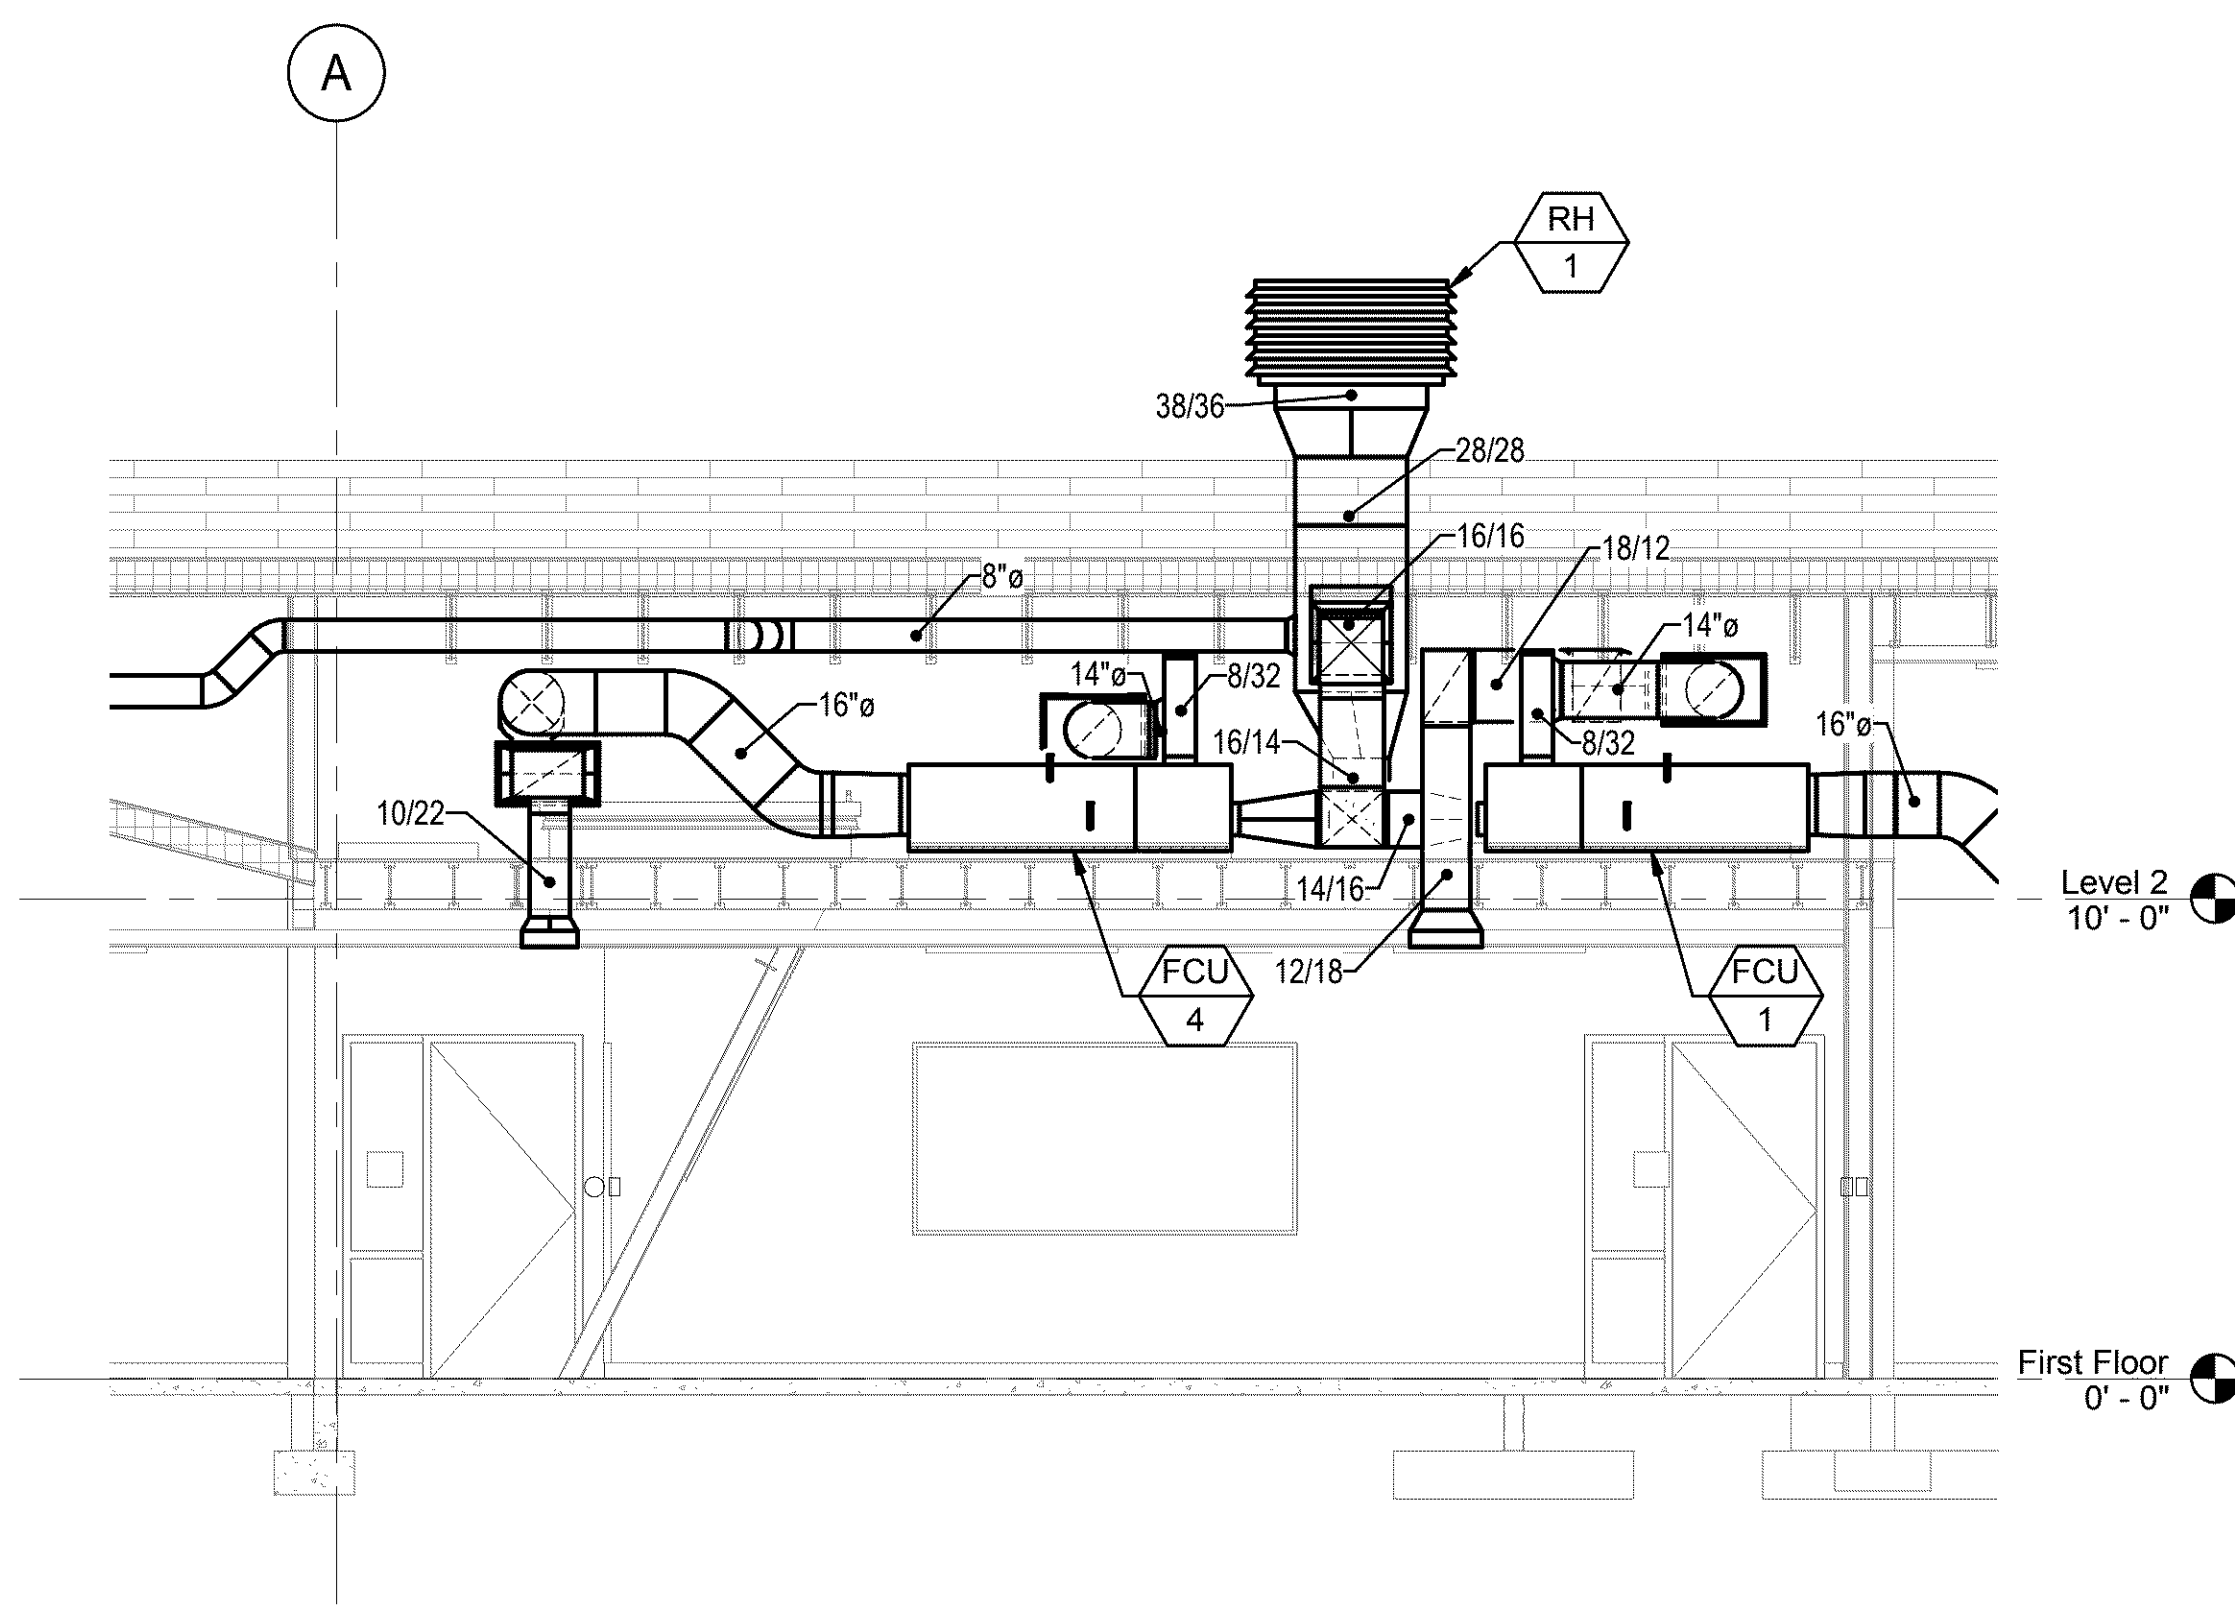 A
RH
1
38/36
28/28
16/16
18/12
8"ø
14"ø
14"ø
8/32
16"ø
16"ø
16/14
8/32
10/22
14/16
Level 2
10' - 0"
12/18
FCU
4
FCU
1
First Floor
0' - 0"